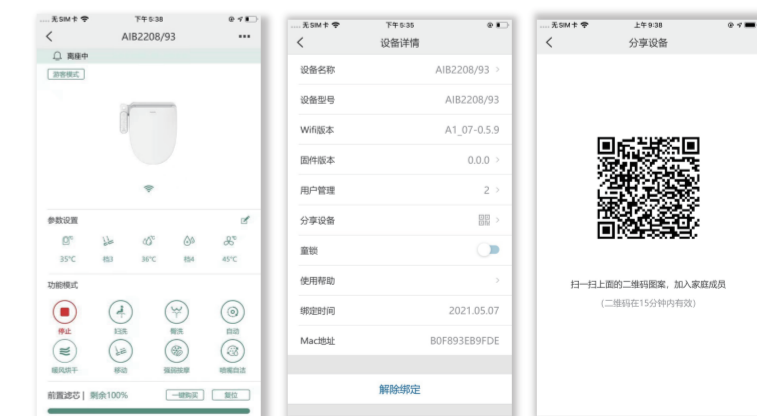 ..... 无SIM卡
下午5:38
AIB2208/93
离座中
游客模式
参数设置
35°C 档3 36°C 档4 45°C
功能模式
停止 妇洗 臀洗 自动
暖风烘干 移动 强弱按摩 喷嘴自洁
前置滤芯 | 剩余100% 一键购买 复位
..... 无SIM卡
下午5:35
设备详情
设备名称 AIB2208/93 >
设备型号 AIB2208/93
Wifi版本 A1_07-0.5.9
固件版本 0.0.0 >
用户管理 2 >
分享设备 >
童锁
使用帮助 >
绑定时间 2021.05.07
Mac地址 B0F893EB9FDE
解除绑定
..... 无SIM卡
上午9:38
分享设备
扫一扫上面的二维码图案，加入家庭成员
(二维码在15分钟内有效)